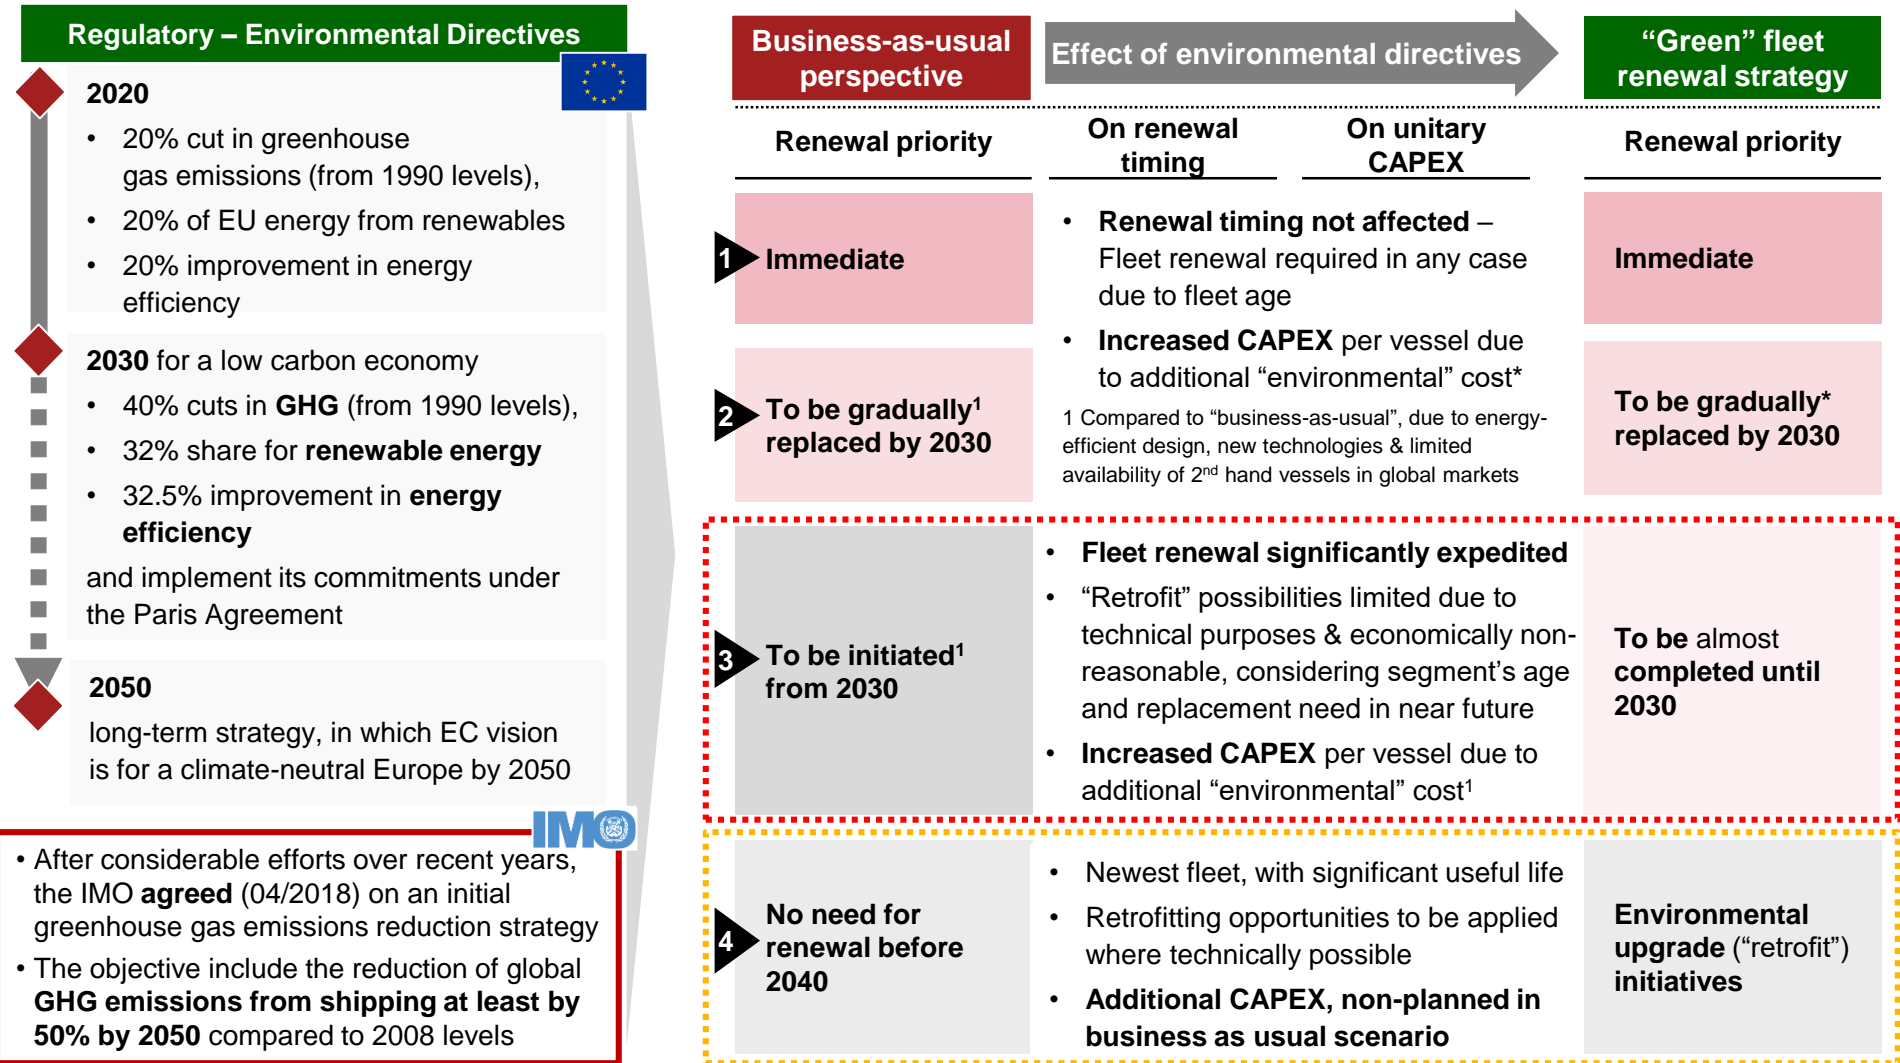 Regulatory – Environmental Directives
2020
• 20% cut in greenhouse
gas emissions (from 1990 levels),
• 20% of EU energy from renewables
• 20% improvement in energy
efficiency
2030 for a low carbon economy
• 40% cuts in GHG (from 1990 levels),
• 32% share for renewable energy
• 32.5% improvement in energy
efficiency
and implement its commitments under
the Paris Agreement
2050
long-term strategy, in which EC vision
is for a climate-neutral Europe by 2050
IMO
• After considerable efforts over recent years,
the IMO agreed (04/2018) on an initial
greenhouse gas emissions reduction strategy
• The objective include the reduction of global
GHG emissions from shipping at least by
50% by 2050 compared to 2008 levels
Business-as-usual
perspective
Effect of environmental directives
“Green” fleet
renewal strategy
Renewal priority
On renewal
timing
On unitary
CAPEX
Renewal priority
1
Immediate
• Renewal timing not affected –
Fleet renewal required in any case
due to fleet age
• Increased CAPEX per vessel due
to additional “environmental” cost*
1 Compared to “business-as-usual”, due to energy-
efficient design, new technologies & limited
availability of 2nd hand vessels in global markets
Immediate
2
To be gradually1
replaced by 2030
To be gradually*
replaced by 2030
3
To be initiated1
from 2030
• Fleet renewal significantly expedited
• “Retrofit” possibilities limited due to
technical purposes & economically non-
reasonable, considering segment’s age
and replacement need in near future
• Increased CAPEX per vessel due to
additional “environmental” cost1
To be almost
completed until
2030
4
No need for
renewal before
2040
• Newest fleet, with significant useful life
• Retrofitting opportunities to be applied
where technically possible
• Additional CAPEX, non-planned in
business as usual scenario
Environmental
upgrade (“retrofit”)
initiatives